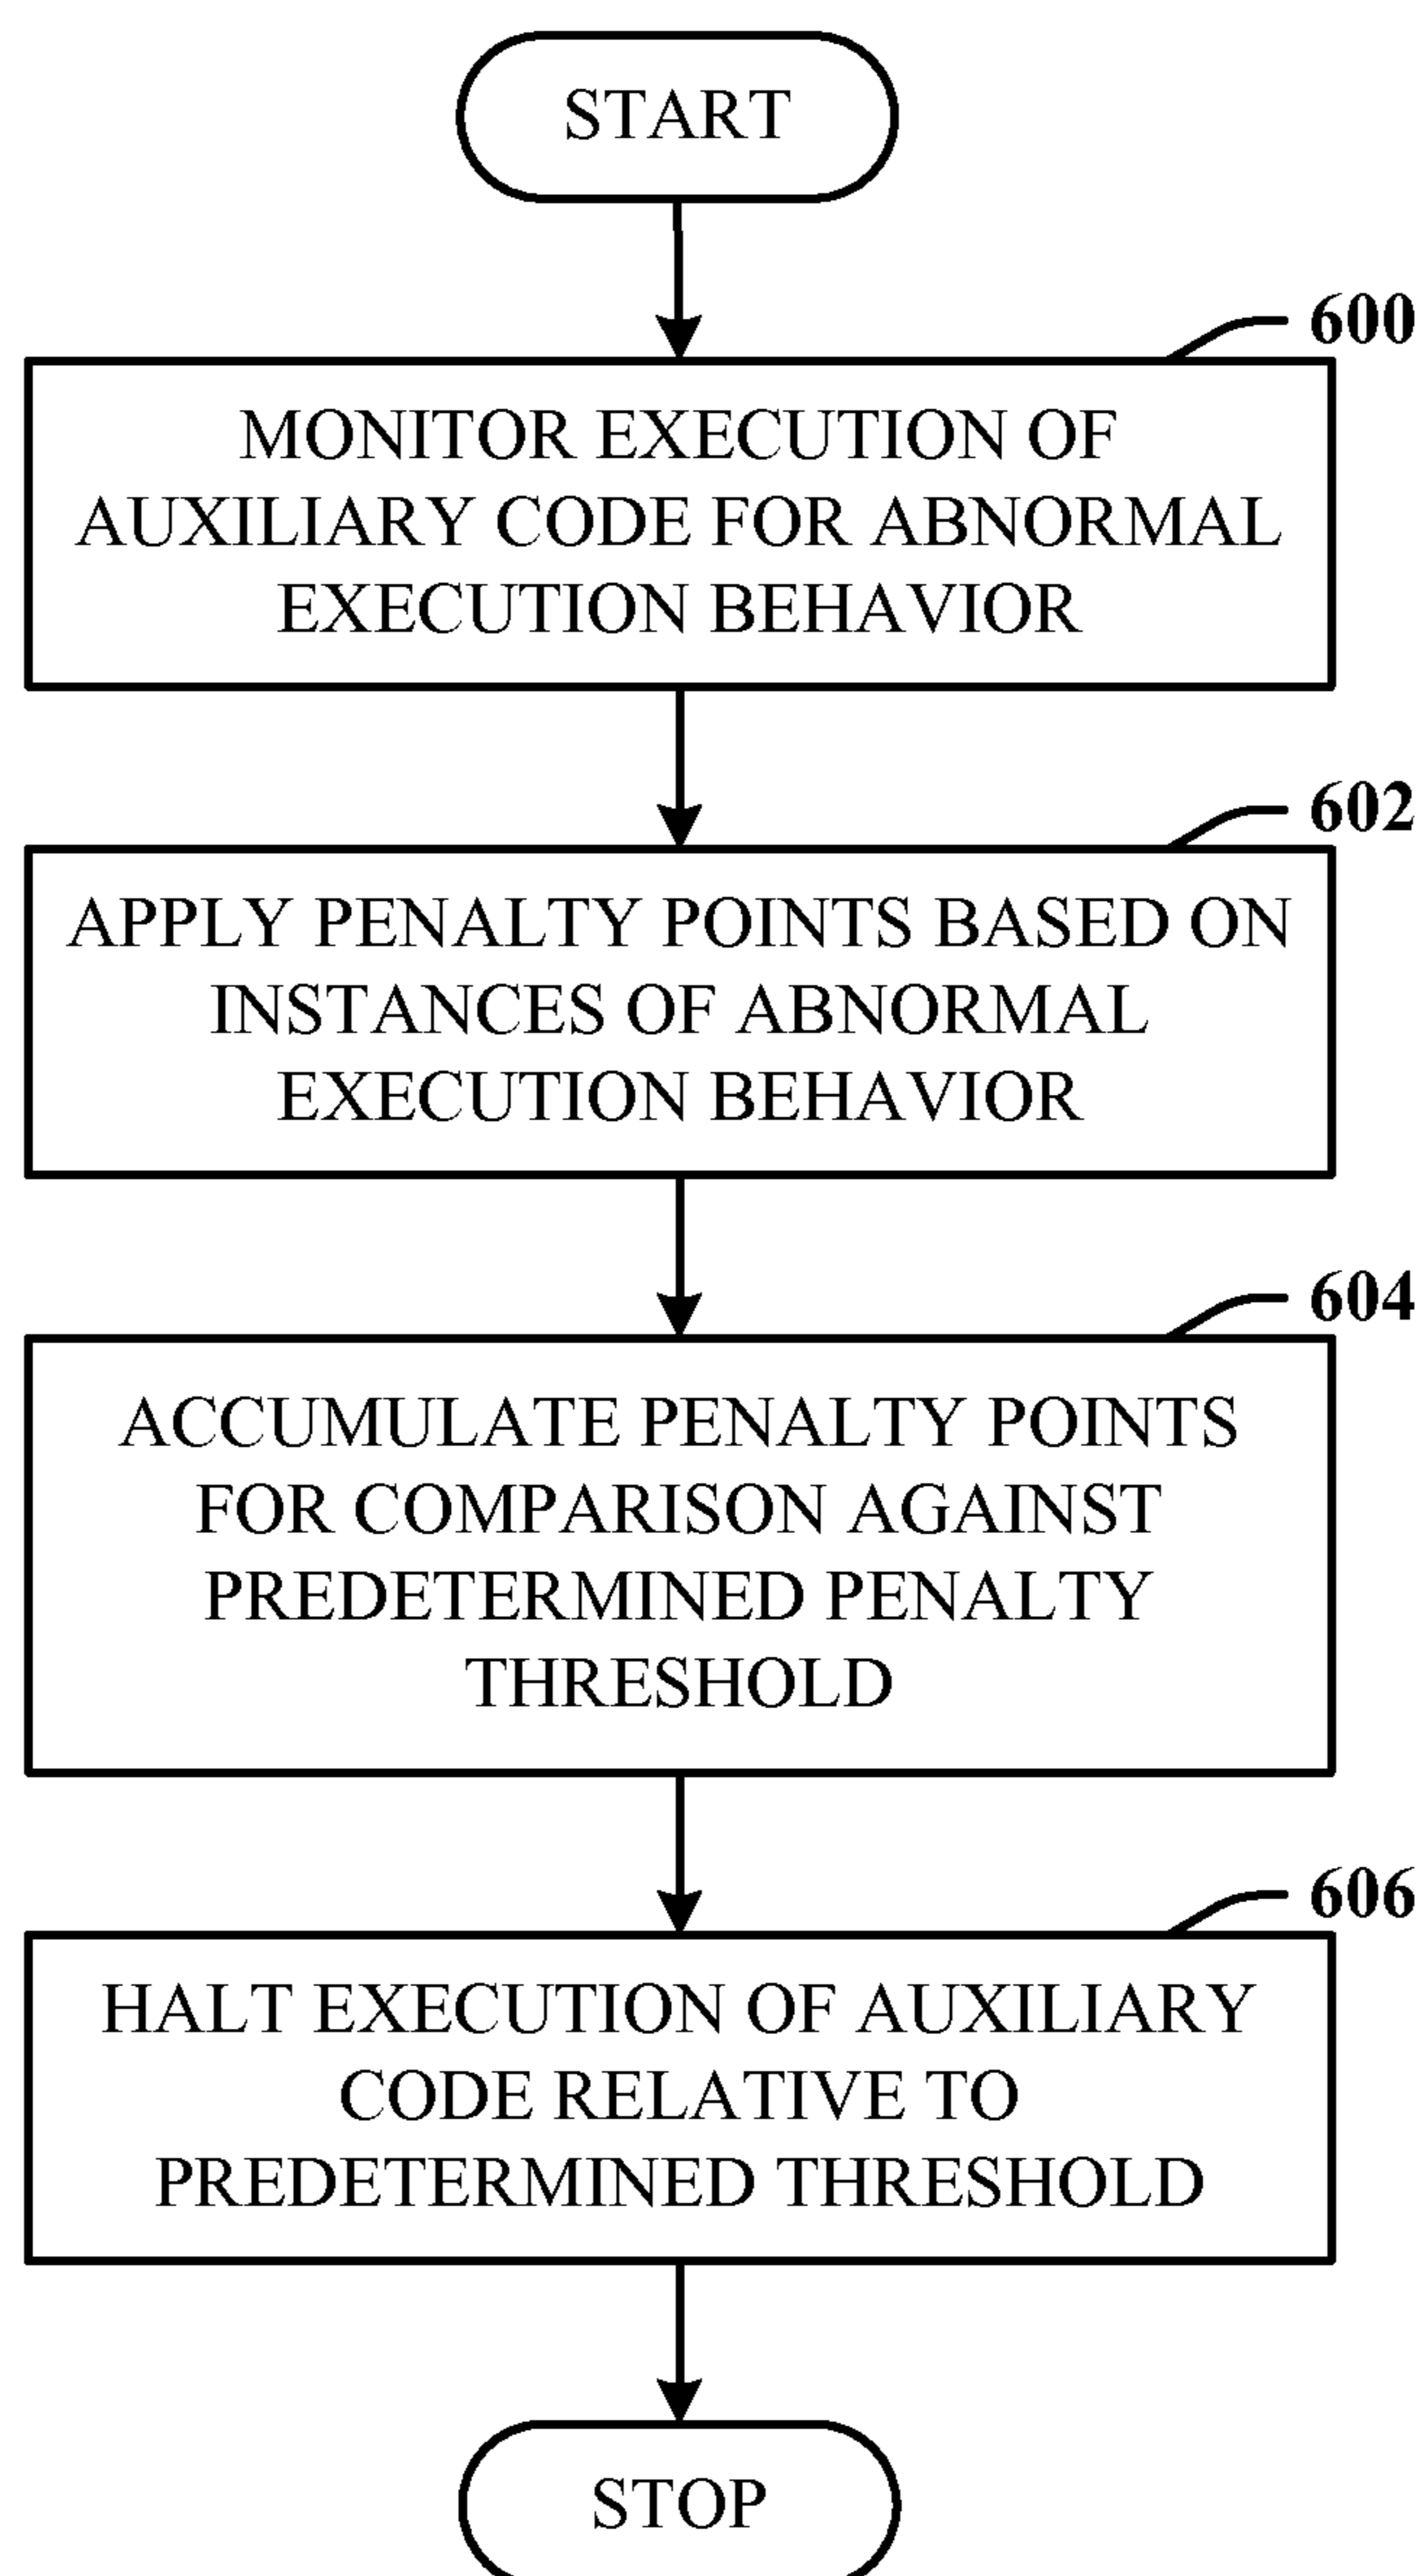 START
600
MONITOR EXECUTION OF
AUXILIARY CODE FOR ABNORMAL
EXECUTION BEHAVIOR
602
APPLY PENALTY POINTS BASED ON
INSTANCES OF ABNORMAL
EXECUTION BEHAVIOR
604
ACCUMULATE PENALTY POINTS
FOR COMPARISON AGAINST
PREDETERMINED PENALTY
THRESHOLD
606
HALT EXECUTION OF AUXILIARY
CODE RELATIVE TO
PREDETERMINED THRESHOLD
STOP